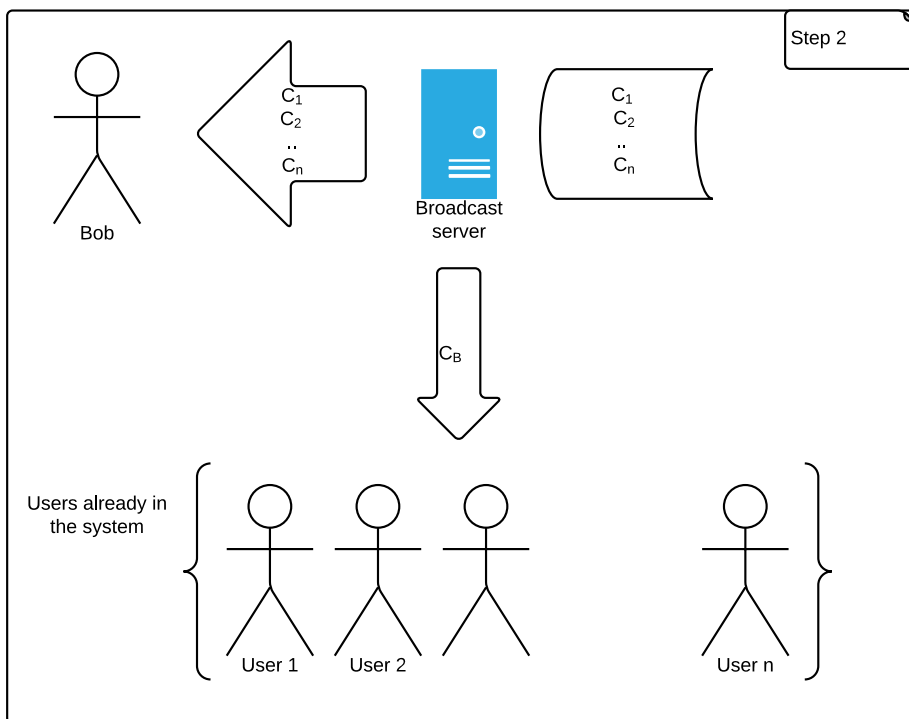 Step 2
C₁
C₂
..
Cₙ
C₁
C₂
..
Cₙ
Bob
Broadcast
server
C_B
Users already in
the system
User 1
User 2
User n